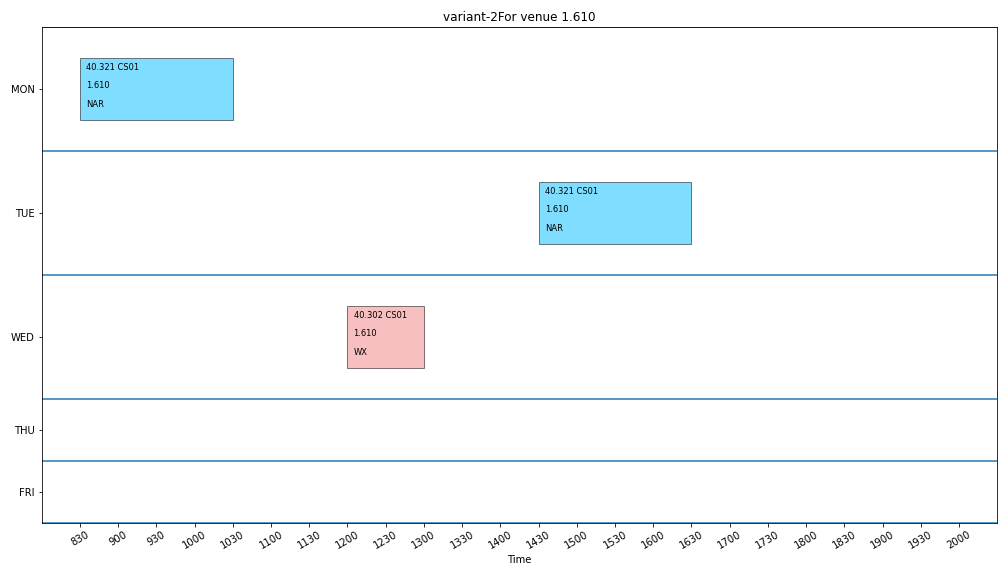 variant-2For venue 1.610
MON
40.321 CS01
1.610
NAR
TUE
40.321 CS01
1.610
NAR
WED
40.302 CS01
1.610
WX
THU
FRI
830 900 930 1000 1030 1100 1130 1200 1230 1300 1330 1400 1430 1500 1530 1600 1630 1700 1730 1800 1830 1900 1930 2000
Time